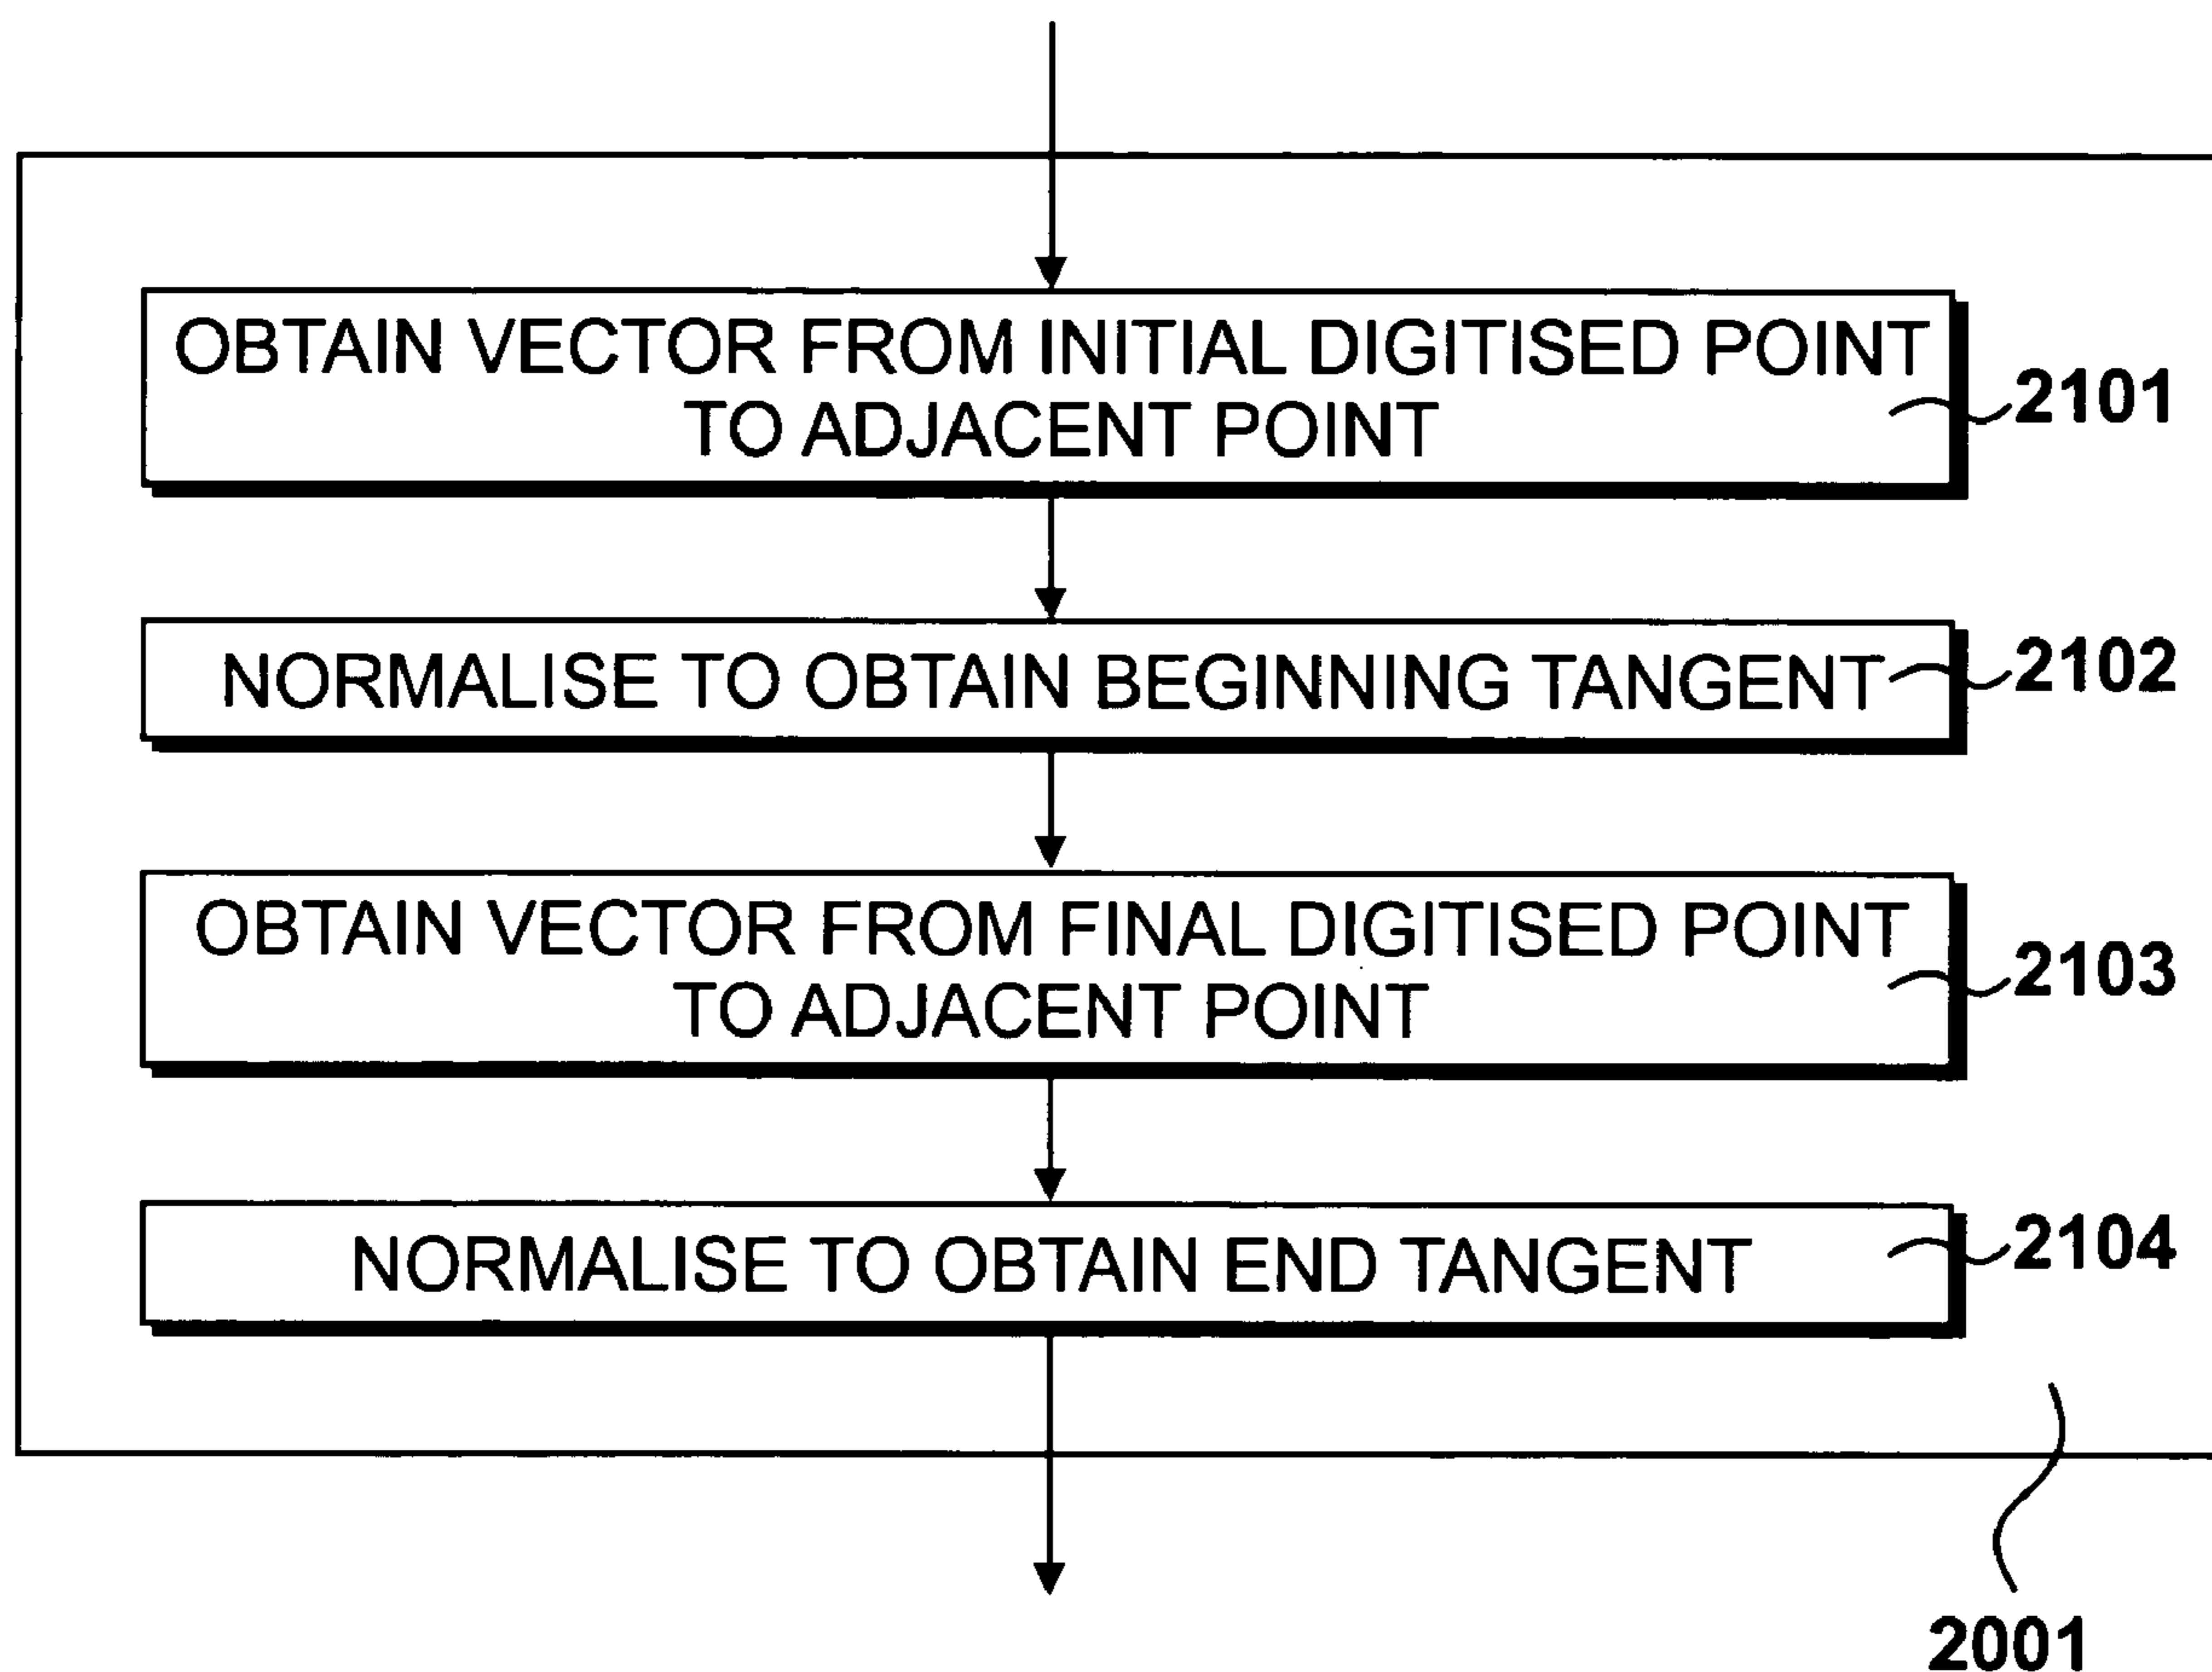 OBTAIN VECTOR FROM INITIAL DIGITISED POINT
TO ADJACENT POINT
2101
NORMALISE TO OBTAIN BEGINNING TANGENT
2102
OBTAIN VECTOR FROM FINAL DIGITISED POINT
TO ADJACENT POINT
2103
NORMALISE TO OBTAIN END TANGENT
2104
2001